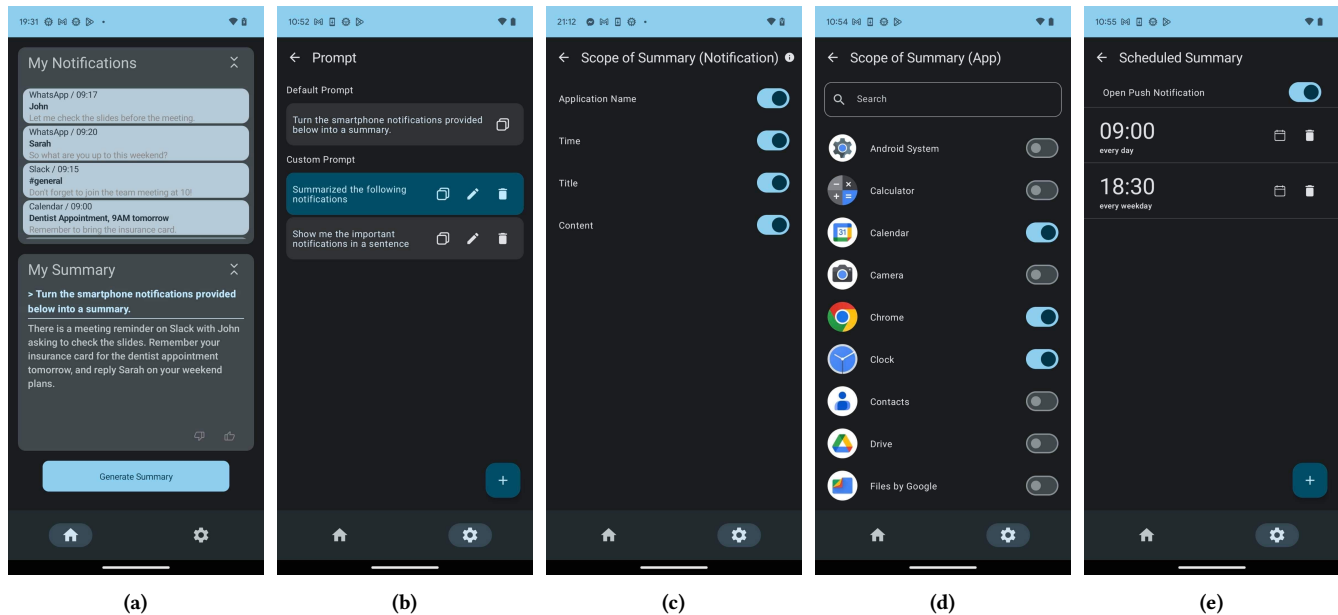 19:31
My Notifications
WhatsApp / 09:17
John
Let me check the slides before the meeting.
WhatsApp / 09:20
Sarah
So what are you up to this weekend?
Slack / 09:15
#general
Don't forget to join the team meeting at 10!
Calendar / 09:00
Dentist Appointment, 9AM tomorrow
Remember to bring the insurance card.
My Summary
> Turn the smartphone notifications provided
below into a summary.
There is a meeting reminder on Slack with John
asking to check the slides. Remember your
insurance card for the dentist appointment
tomorrow, and reply Sarah on your weekend
plans.
Generate Summary
(a)
10:52
Prompt
Default Prompt
Turn the smartphone notifications provided
below into a summary.
Custom Prompt
Summarized the following
notifications
Show me the important
notifications in a sentence
(b)
21:12
Scope of Summary (Notification)
Application Name
Time
Title
Content
(c)
10:54
Scope of Summary (App)
Search
Android System
Calculator
31
Calendar
Camera
Chrome
Clock
Contacts
Drive
Files by Google
(d)
10:55
Scheduled Summary
Open Push Notification
09:00
every day
18:30
every weekday
(e)